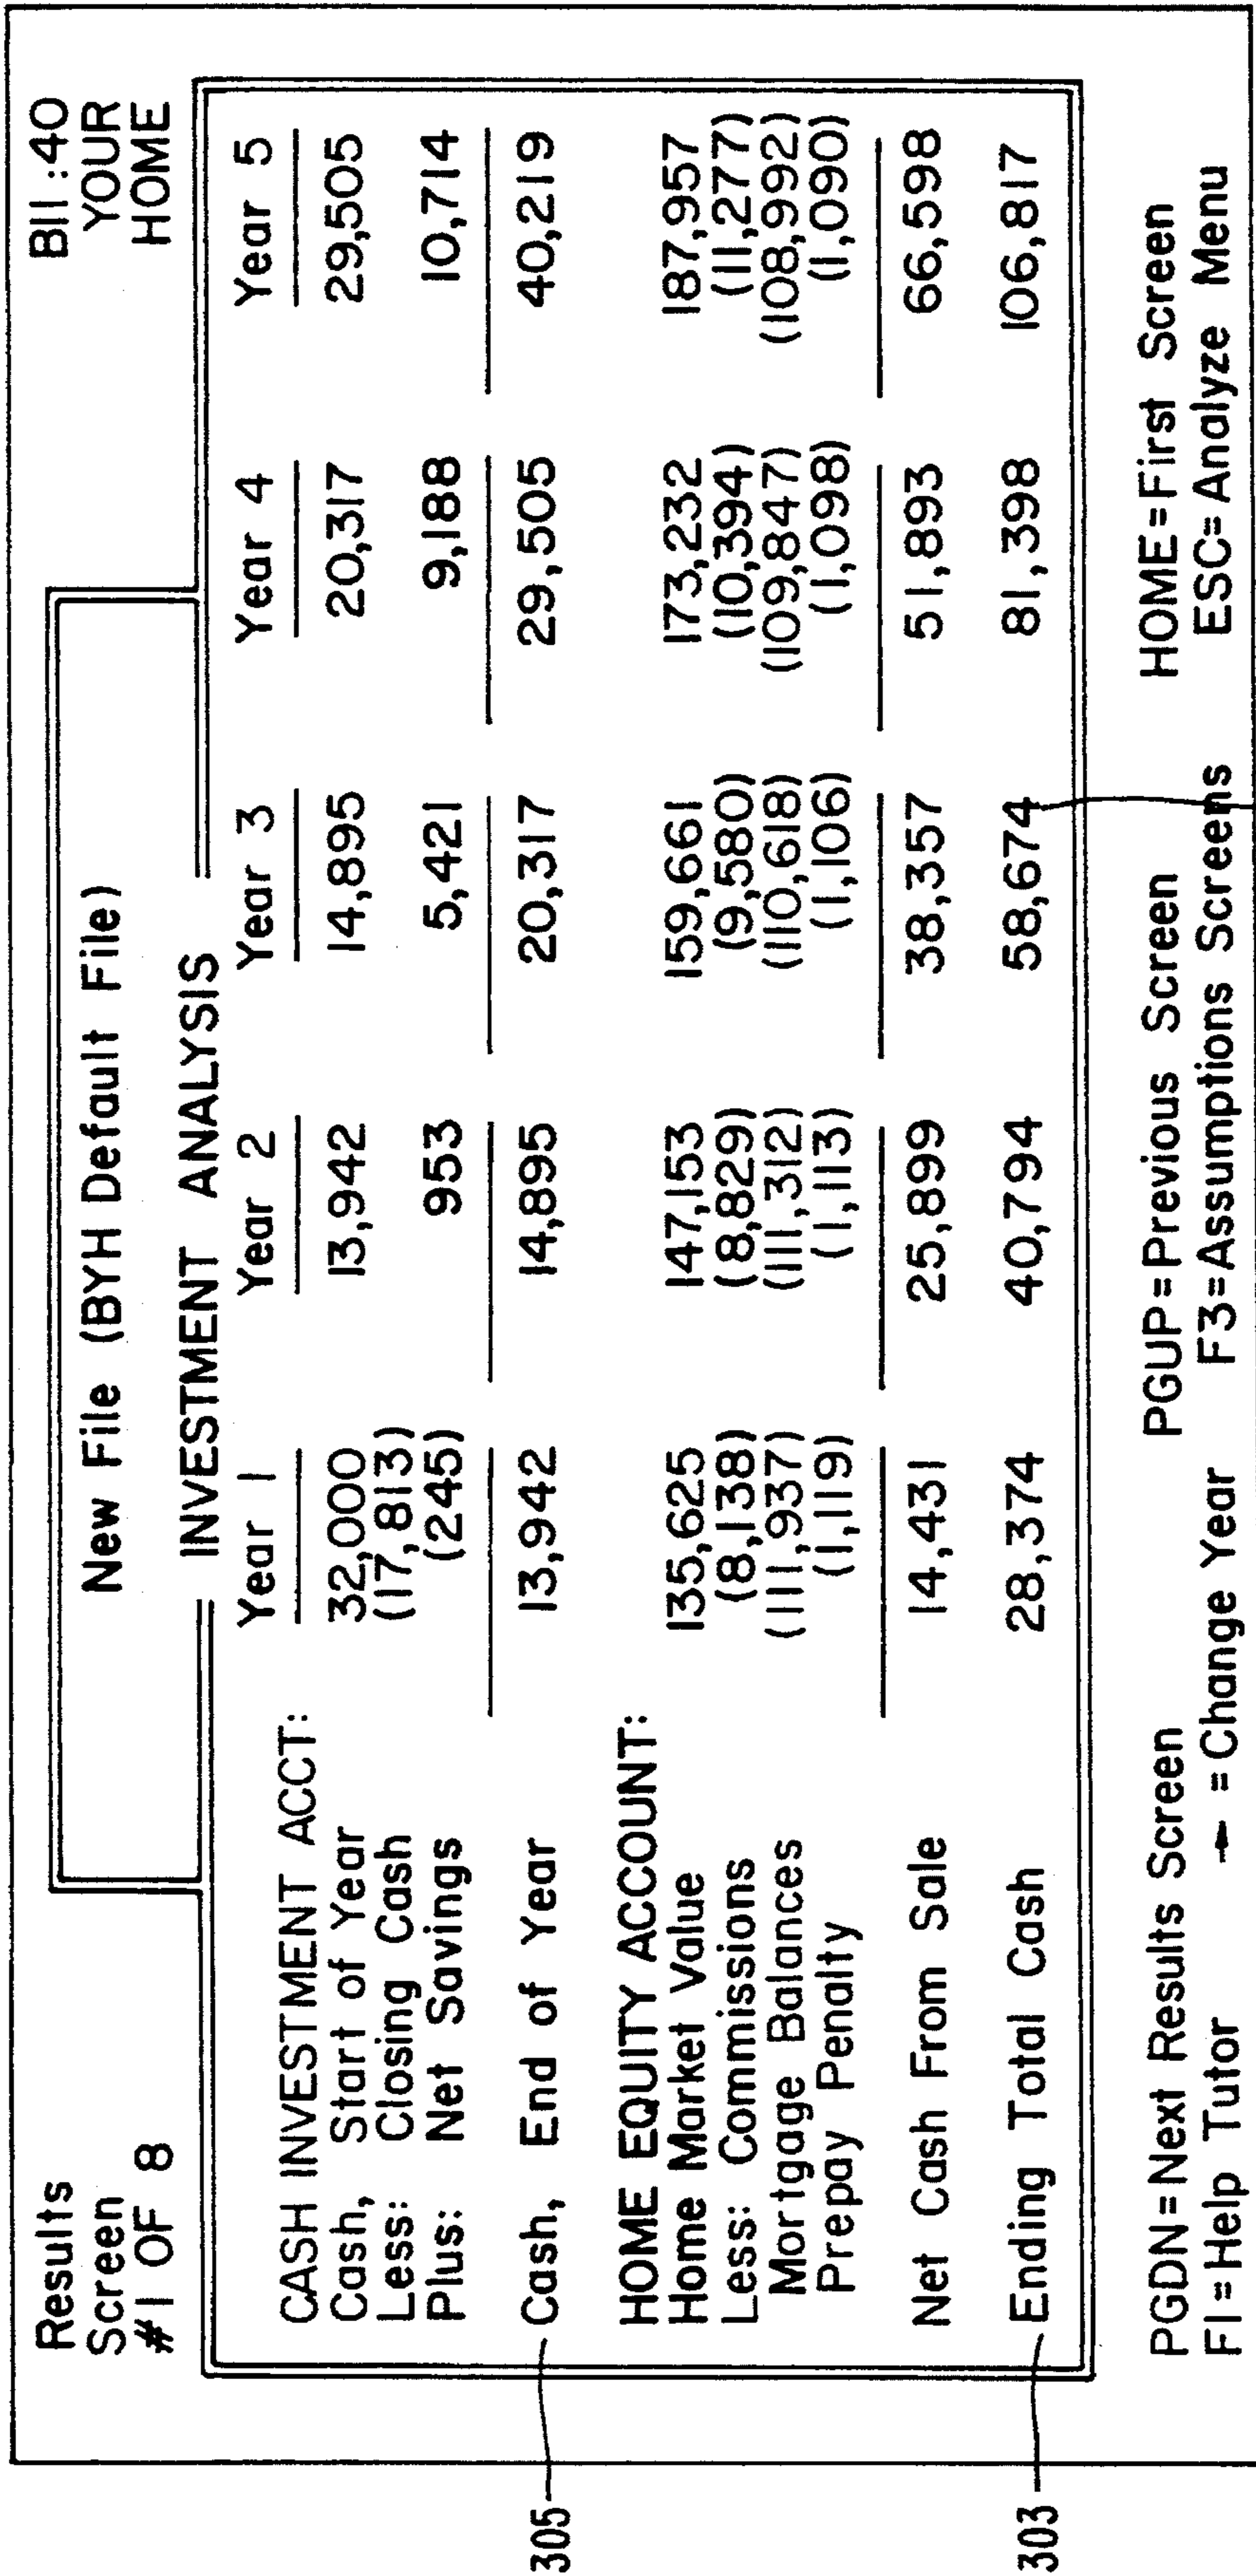 Results
Screen
#1 OF 8
New File (BYH Default File)
B11:40
YOUR
HOME
INVESTMENT ANALYSIS
Year 1 Year 2 Year 3 Year 4 Year 5
CASH INVESTMENT ACCT:
Cash, Start of Year 32,000 13,942 14,895 20,317 29,505
Less: Closing Cash (17,813)
Plus: Net Savings (245) 953 5,421 9,188 10,714
305 Cash, End of Year 13,942 14,895 20,317 29,505 40,219
HOME EQUITY ACCOUNT:
Home Market Value 135,625 147,153 159,661 173,232 187,957
Less: Commissions (8,138) (8,829) (9,580) (10,394) (11,277)
Mortgage Balances (111,937) (111,312) (110,618) (109,847) (108,992)
Prepay Penalty (1,119) (1,113) (1,106) (1,098) (1,090)
Net Cash From Sale 14,431 25,899 38,357 51,893 66,598
303 Ending Total Cash 28,374 40,794 58,674 81,398 106,817
PGDN=Next Results Screen PGUP=Previous Screen HOME=First Screen
F1=Help Tutor ← =Change Year F3=Assumptions Screens ESC=Analyze Menu